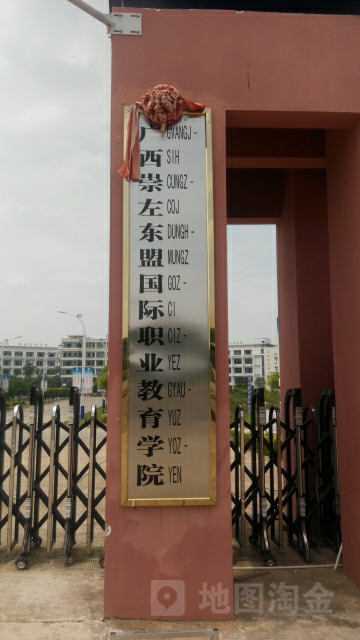 广西崇左东盟国际职业教育学院
GVANGJ-
SIH
CUNGZ-
COJ
DUNGH-
MUNGZ
GOZ-
CI
CIZ-
YEZ
GYAU-
YUZ
YOZ-
YEN
地图淘金